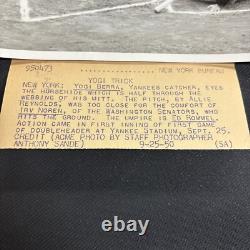 950473
NEW YORK BUREAU
YOGI TRICK
NEW YORK: YOGI BERRA, YANKEES CATCHER, EYES
THE HORSEHIDE WHICH IS HALF THROUGH THE
WEBBING OF HIS MITT. THE PITCH, BY ALLIE
REYNOLDS, WAS TOO CLOSE FOR THE COMFORT OF
IRV NOREN, OF THE WASHINGTON SENATORS, WHO
HITS THE GROUND. THE UMPIRE IS ED ROMMEL.
ACTION CAME IN FIRST INNING OF FIRST GAME
OF DOUBLEHEADER AT YANKEE STADIUM, SEPT. 25.
CREDIT (ACME PHOTO BY STAFF PHOTOGRAPHER
ANTHONY SANDE) 9-25-50 (SA)